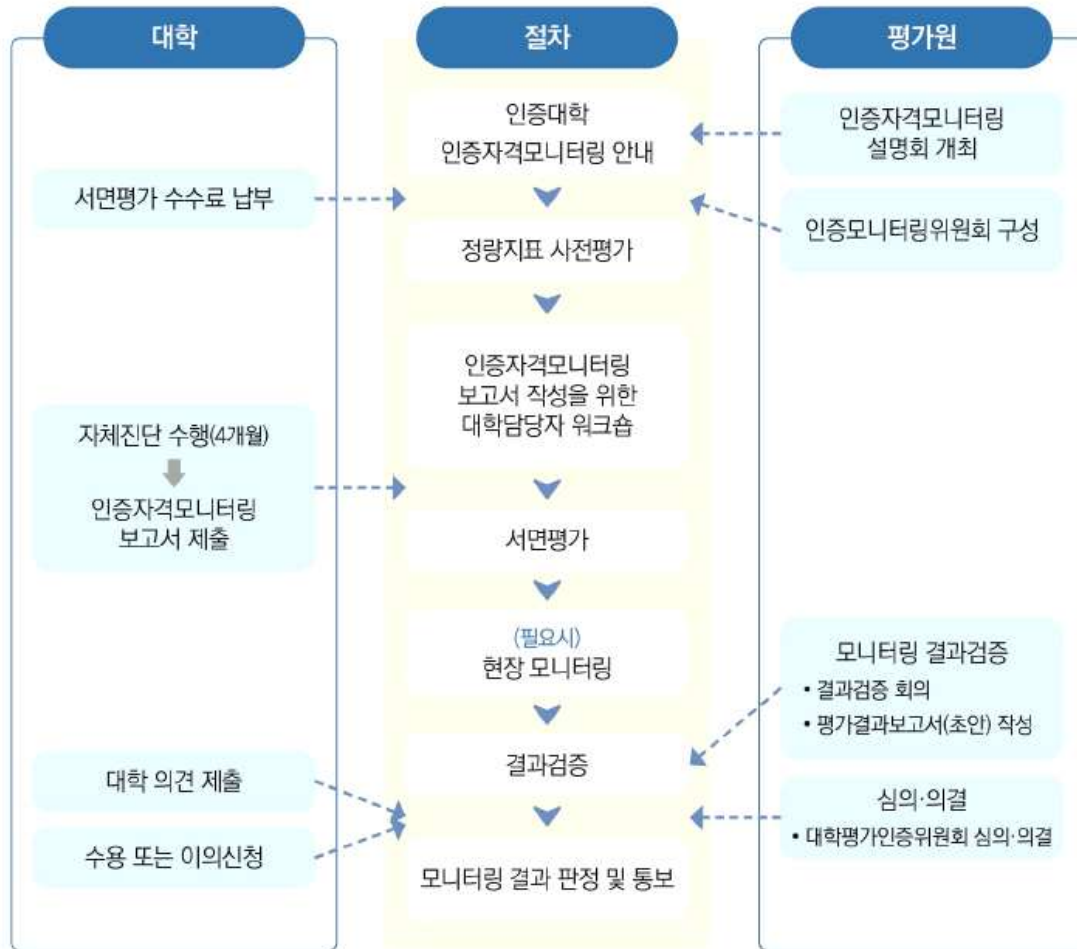 대학
절차
평가원
인증대학
인증자격모니터링 안내
인증자격모니터링
설명회 개최
서면평가 수수료 납부
인증모니터링위원회 구성
정량지표 사전평가
인증자격모니터링
보고서 작성을 위한
대학담당자 워크숍
자체진단 수행(4개월)
인증자격모니터링
보고서 제출
서면평가
(필요시)
현장 모니터링
모니터링 결과검증
• 결과검증 회의
• 평가결과보고서(초안) 작성
결과검증
대학 의견 제출
심의·의결
• 대학평가인증위원회 심의·의결
수용 또는 이의신청
모니터링 결과 판정 및 통보